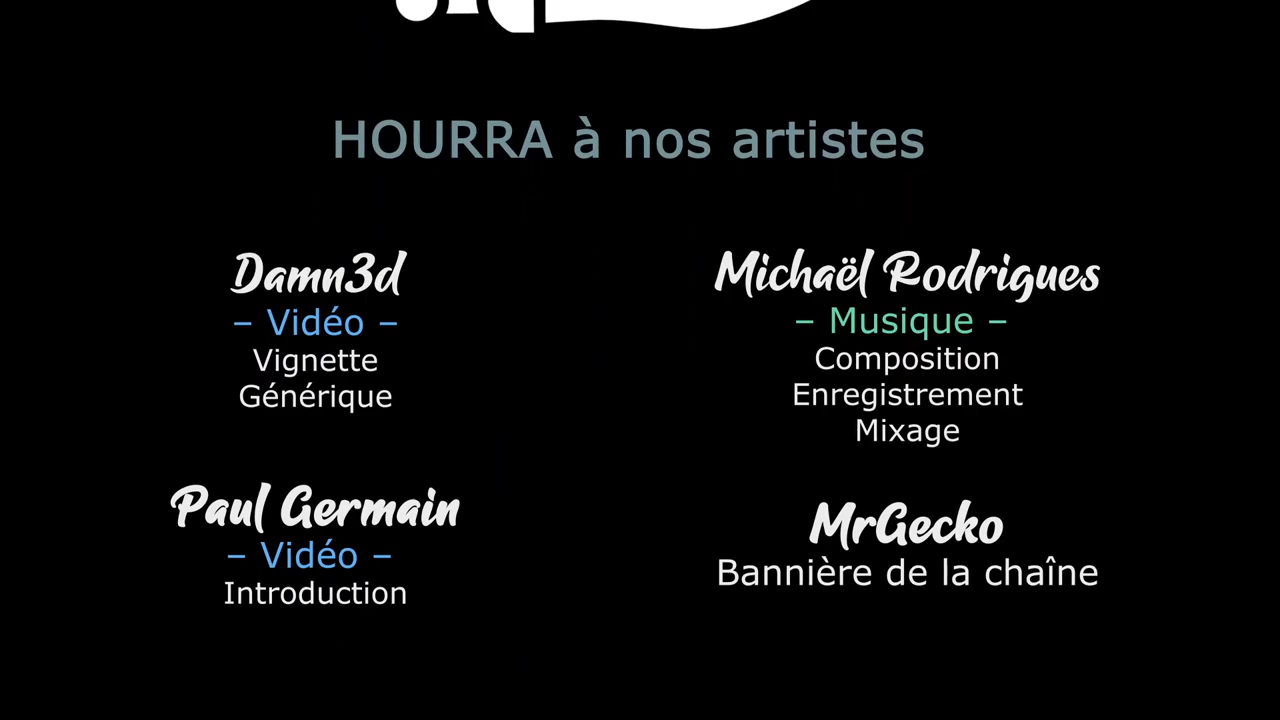 HOURRA à nos artistes
Damn3d
– Vidéo –
Vignette
Générique
Michaël Rodrigues
– Musique –
Composition
Enregistrement
Mixage
Paul Germain
– Vidéo –
Introduction
MrGecko
Bannière de la chaîne